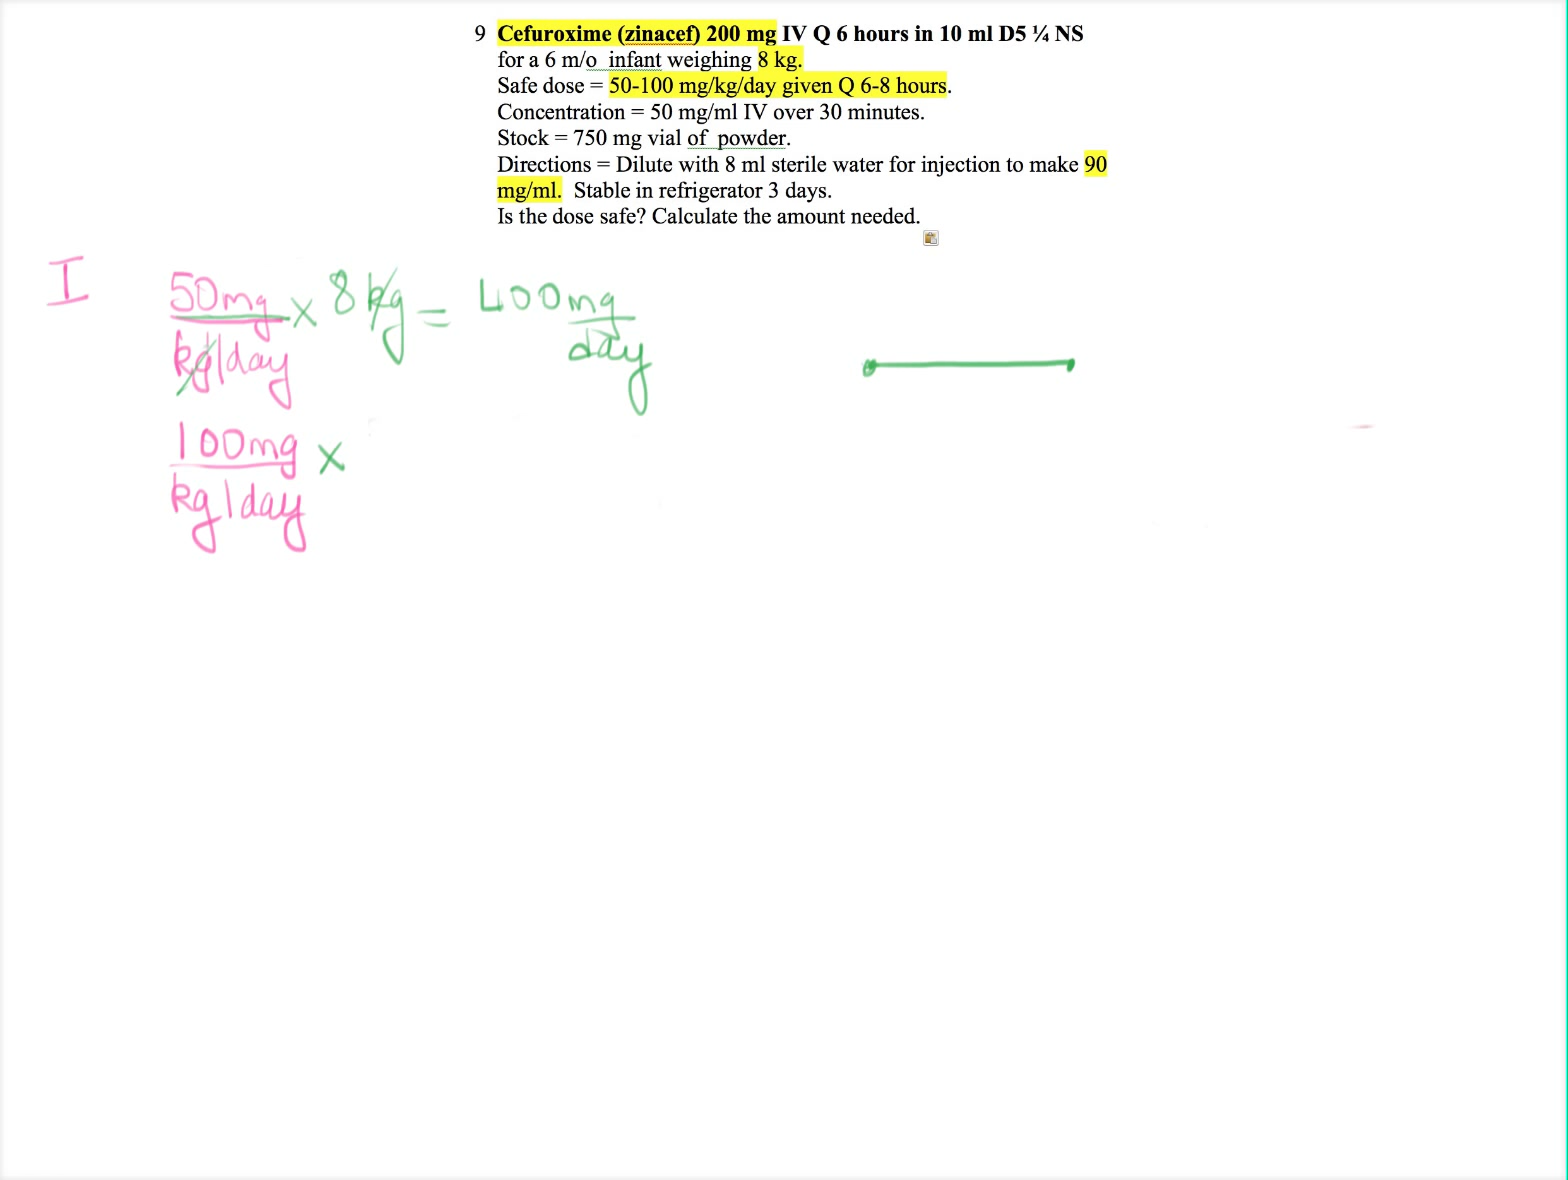 9 Cefuroxime (zinacef) 200 mg IV Q 6 hours in 10 ml D5 ¼ NS
for a 6 m/o infant weighing 8 kg.
Safe dose = 50-100 mg/kg/day given Q 6-8 hours.
Concentration = 50 mg/ml IV over 30 minutes.
Stock = 750 mg vial of powder.
Directions = Dilute with 8 ml sterile water for injection to make 90
mg/ml. Stable in refrigerator 3 days.
Is the dose safe? Calculate the amount needed.
I
50mg x 8kg = 400mg
kg/day day
100mg x
kg/day